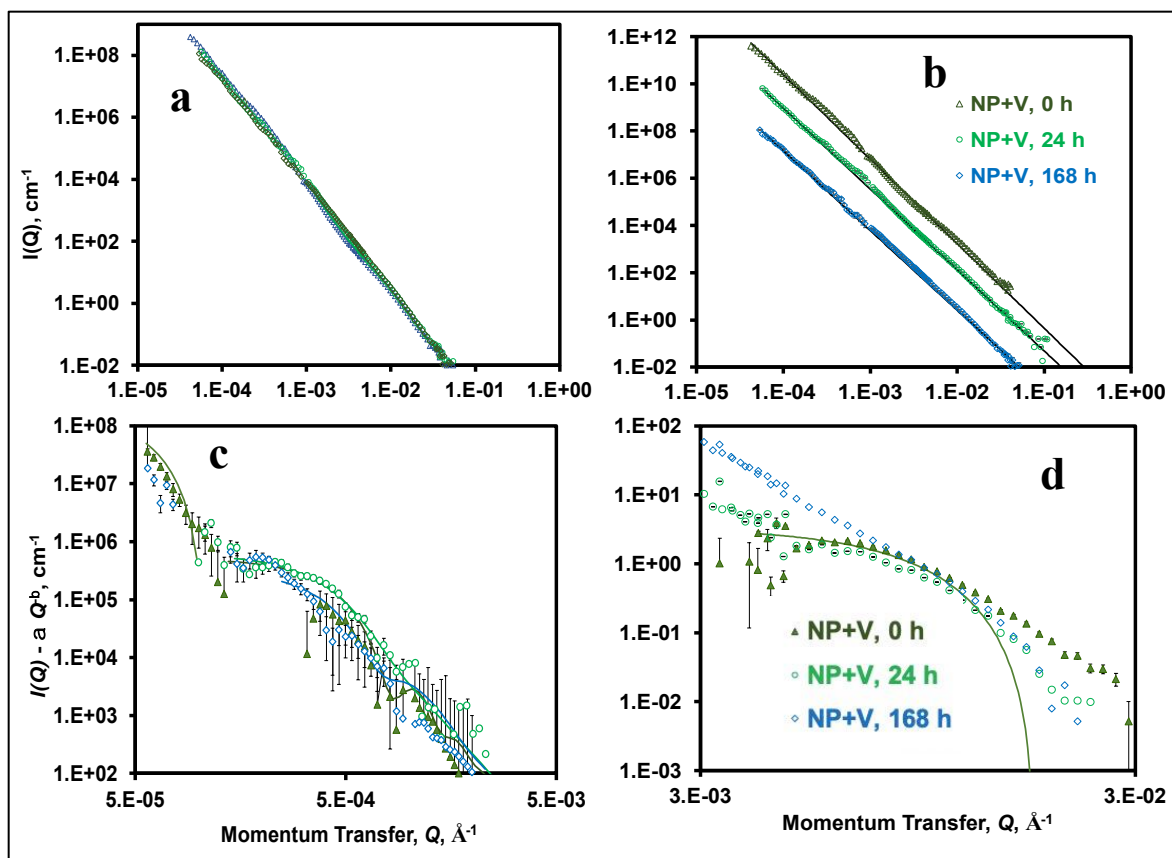 a
I(Q), cm-1
1.E+08
1.E+06
1.E+04
1.E+02
1.E+00
1.E-02
1.E-05 1.E-04 1.E-03 1.E-02 1.E-01 1.E+00
b
1.E+12
1.E+10
1.E+08
1.E+06
1.E+04
1.E+02
1.E+00
1.E-02
NP+V, 0 h
NP+V, 24 h
NP+V, 168 h
1.E-05 1.E-04 1.E-03 1.E-02 1.E-01 1.E+00
c
I(Q) - a Q-b, cm-1
1.E+08
1.E+07
1.E+06
1.E+05
1.E+04
1.E+03
1.E+02
5.E-05 5.E-04 5.E-03
Momentum Transfer, Q, Å-1
d
1.E+02
1.E+01
1.E+00
1.E-01
1.E-02
1.E-03
NP+V, 0 h
NP+V, 24 h
NP+V, 168 h
3.E-03 3.E-02
Momentum Transfer, Q, Å-1